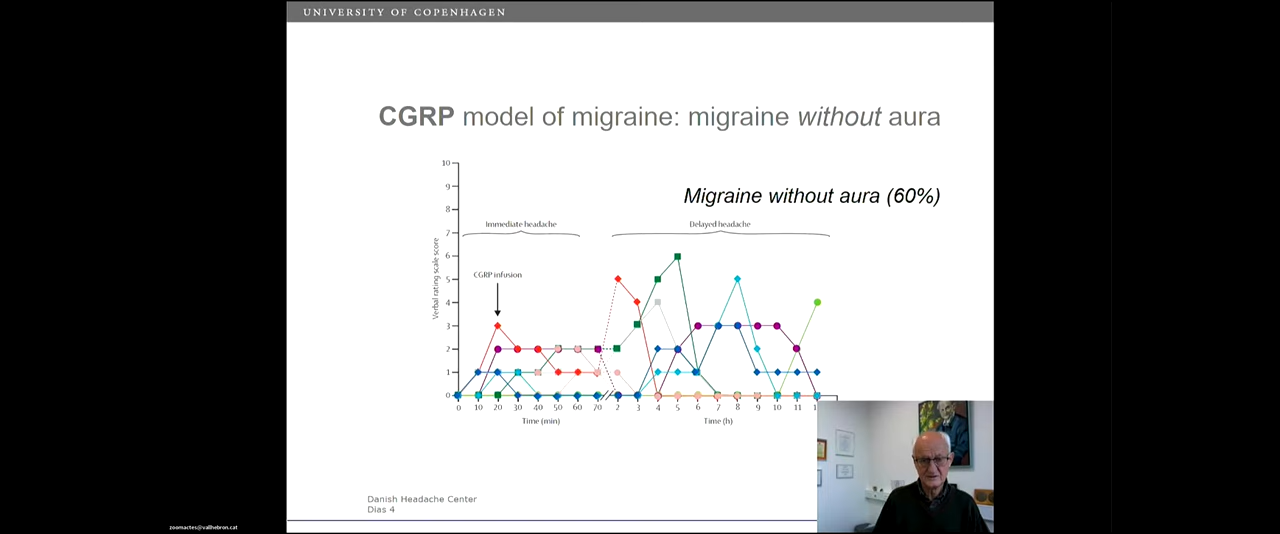 UNIVERSITY OF COPENHAGEN
CGRP model of migraine: migraine without aura
Migraine without aura (60%)
Immediate headache
Delayed headache
CGRP infusion
Verbal rating scale score
10
9
8
7
6
5
4
3
2
1
0
0 10 20 30 40 50 60 70 2 3 4 5 6 7 8 9 10 11
Time (min)
Time (h)
Danish Headache Center
Dias 4
zoomactes@vallhebron.cat